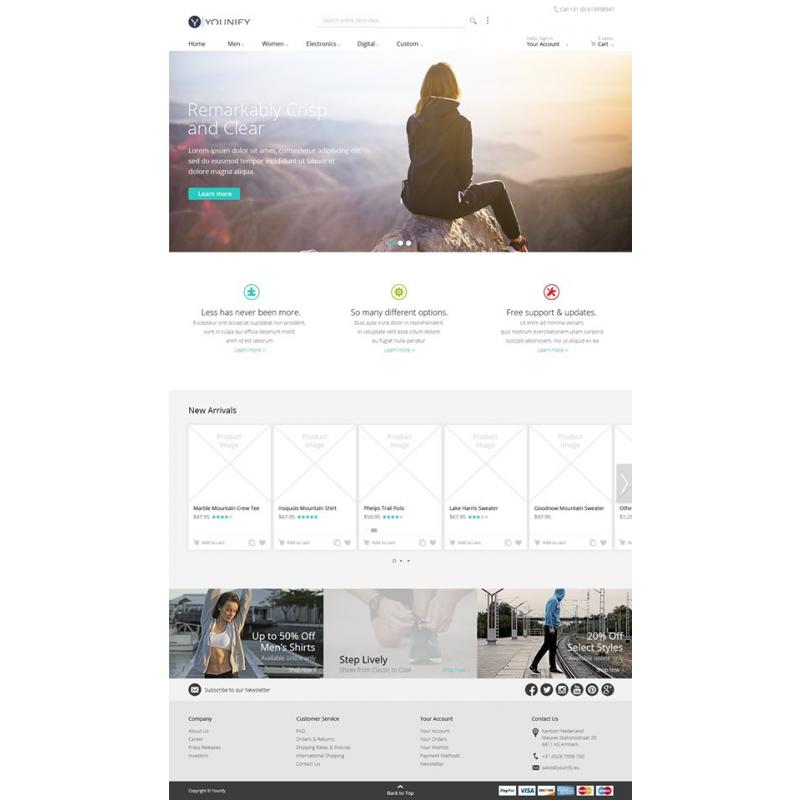 Call +31 (0) 613998947
Y YOUNIFY
Search entire store here
Home Men Women Electronics Digital Custom
Hello, Sign in
Your Account
0 items
Cart
Remarkably Crisp
and Clear
Lorem ipsum dolor sit amet, consectetur adipisicing elit,
sed do eiusmod tempor incididunt ut labore et
dolore magna aliqua.
Learn more
Less has never been more.
Excepteur sint occaecat cupidatat non proident,
sunt in culpa qui officia deserunt mollit
anim id est laborum
Learn more >
So many different options.
Duis aute irure dolor in reprehenderit
in voluptate velit esse cillum dolore
eu fugiat nulla pariatur
Learn more >
Free support & updates.
Ut enim ad minima veniam,
quis nostrum exercitationem ullam corporis
suscipit laboriosam, nisi ut aliquid ex ea
Learn more >
New Arrivals
Product
Image
Marble Mountain Crew Tee
$47.95
Add to cart
Product
Image
Iroquois Mountain Shirt
$67.95
Add to cart
Product
Image
Phelps Trail Polo
$59.95
Add to cart
Product
Image
Lake Harris Sweater
$67.95
Add to cart
Product
Image
Goodnow Mountain Sweater
$97.95
Add to cart
Othe
$1,2
Up to 50% Off
Men's Shirts
Available online only
Shop Now >
Step Lively
Shoes from Classic to Cool
Shop now >
20% Off
Select Styles
Available online only
Shop Now >
Subscribe to our Newsletter
Company
About Us
Career
Press Releases
Investors
Customer Service
FAQ
Orders & Returns
Shipping Rates & Policies
International Shipping
Contact Us
Your Account
Your Account
Your Orders
Your Wishlist
Payment Methods
Newsletter
Contact Us
Kantoor Nederland
Nieuwe Stationsstraat 20
6811 KS Arnhem
sales@younify.eu
Copyright © Younify
Back to Top
PayPal VISA DISCOVER